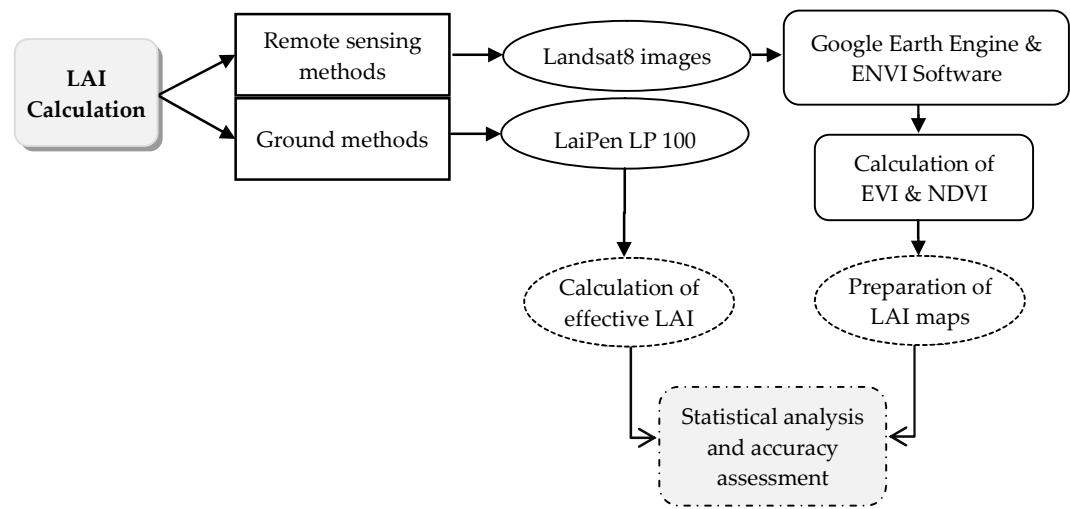 LAI
Calculation
Remote sensing
methods
Landsat8 images
Google Earth Engine &
ENVI Software
Ground methods
LaiPen LP 100
Calculation of
EVI & NDVI
Calculation of
effective LAI
Preparation of
LAI maps
Statistical analysis
and accuracy
assessment